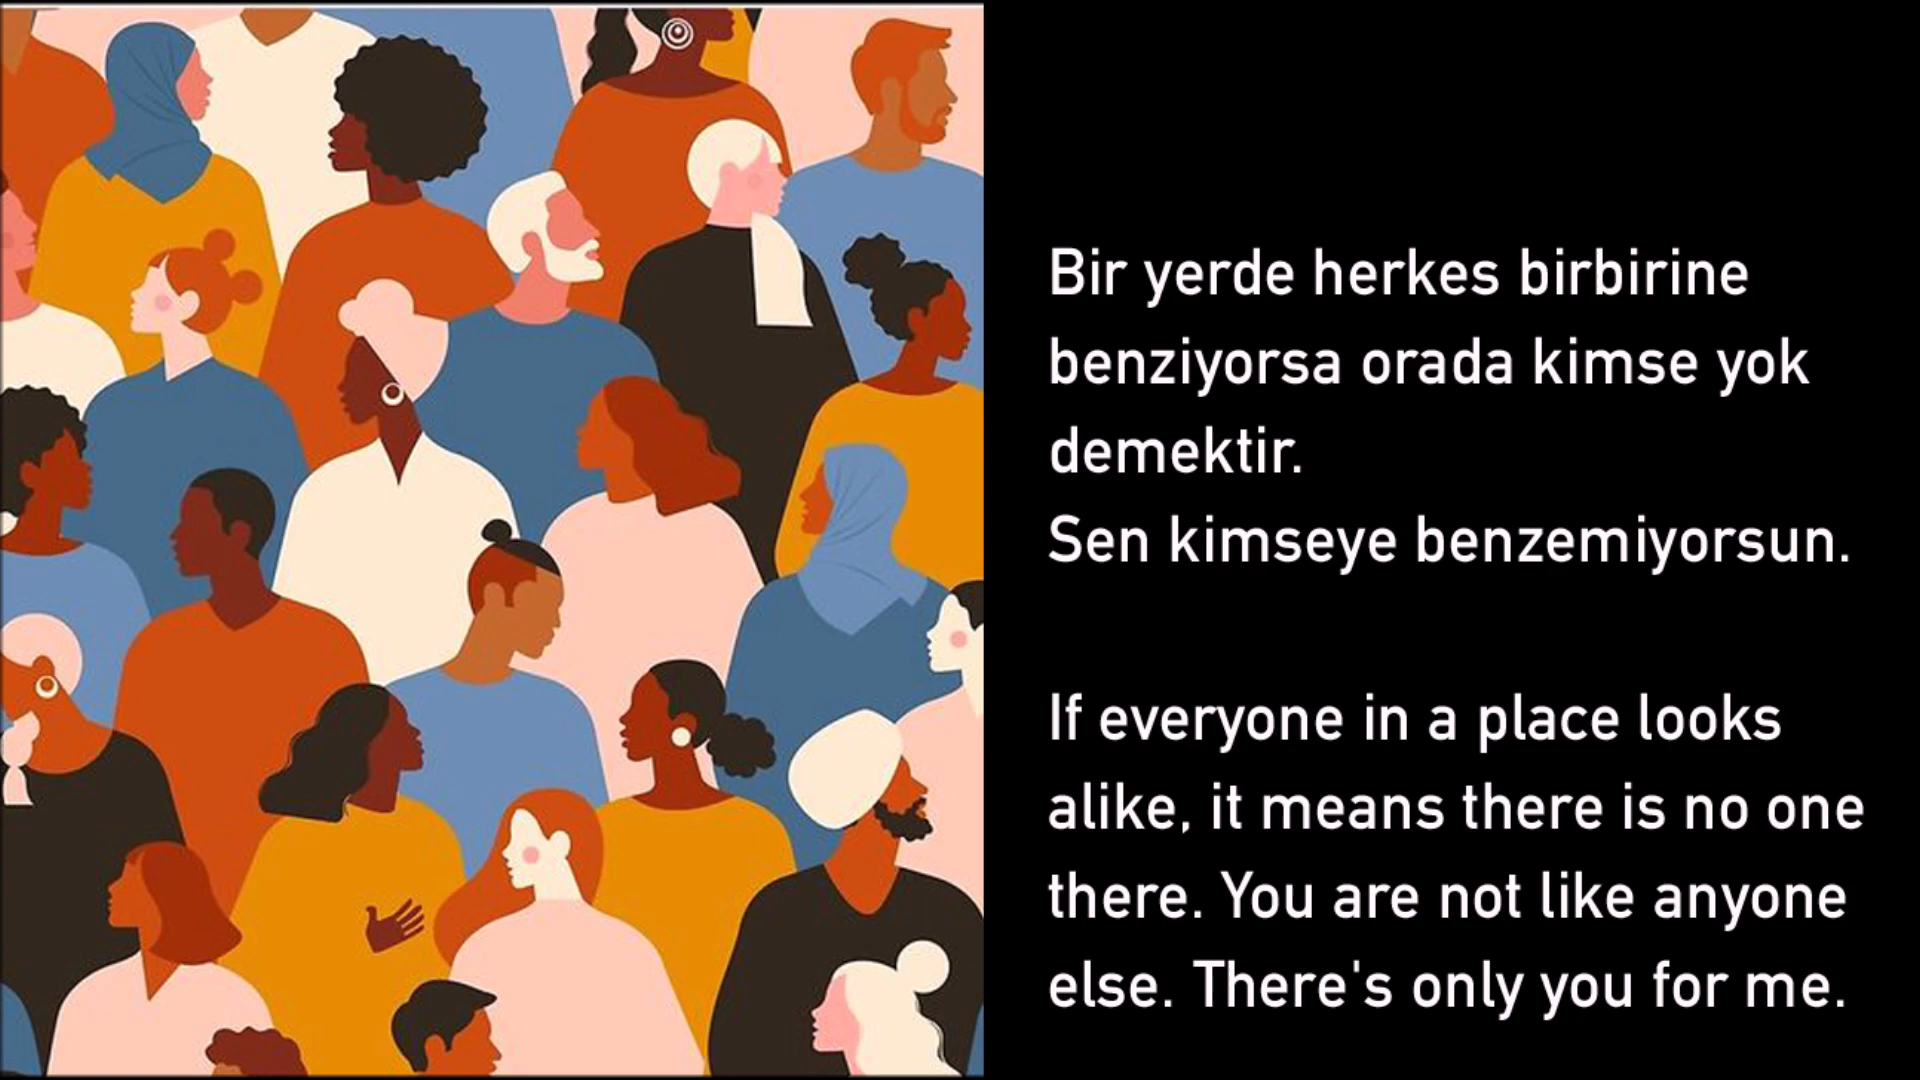 Bir yerde herkes birbirine
benziyorsa orada kimse yok
demektir.
Sen kimseye benzemiyorsun.
If everyone in a place looks
alike, it means there is no one
there. You are not like anyone
else. There's only you for me.